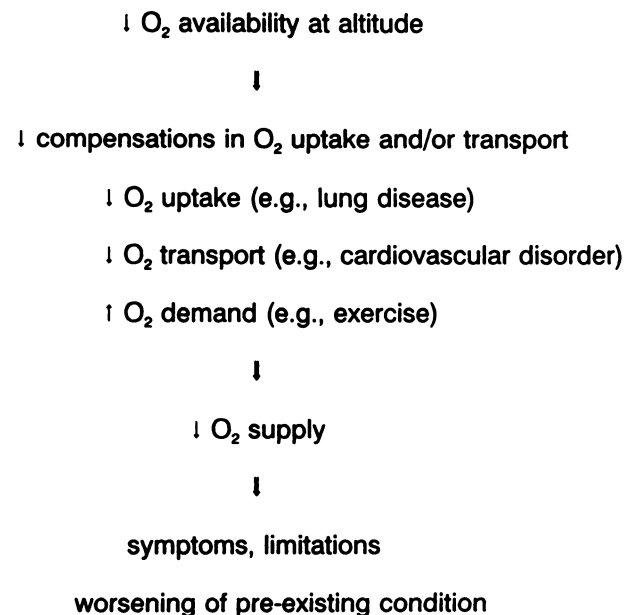 ↓ O₂ availability at altitude
↓
↓ compensations in O₂ uptake and/or transport
↓ O₂ uptake (e.g., lung disease)
↓ O₂ transport (e.g., cardiovascular disorder)
↑ O₂ demand (e.g., exercise)
↓
↓ O₂ supply
↓
symptoms, limitations
worsening of pre-existing condition